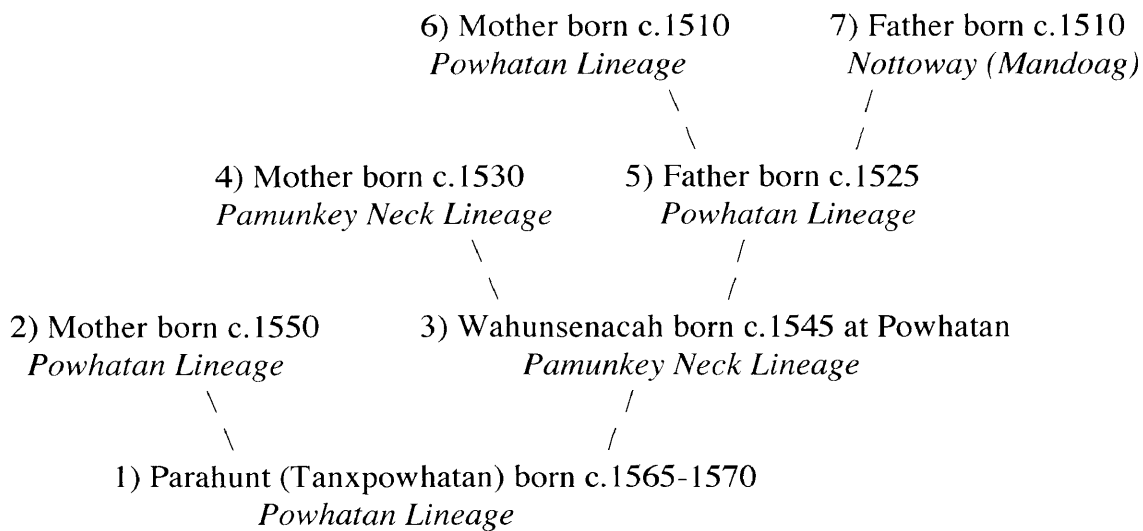 6) Mother born c.1510 7) Father born c.1510
Powhatan Lineage Nottoway (Mandoag)
4) Mother born c.1530 5) Father born c.1525
Pamunkey Neck Lineage Powhatan Lineage
2) Mother born c.1550 3) Wahunsenacah born c.1545 at Powhatan
Powhatan Lineage Pamunkey Neck Lineage
1) Parahunt (Tanxpowhatan) born c.1565-1570
Powhatan Lineage